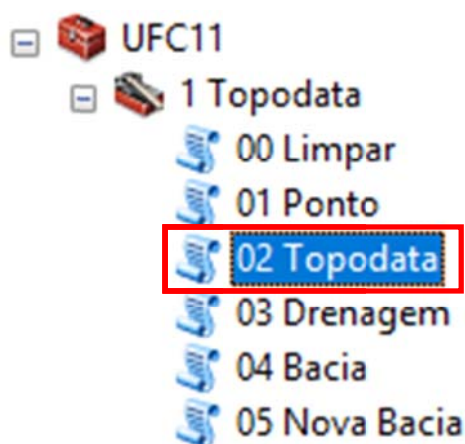 UFC11
1 Topodata
00 Limpar
01 Ponto
02 Topodata
03 Drenagem
04 Bacia
05 Nova Bacia